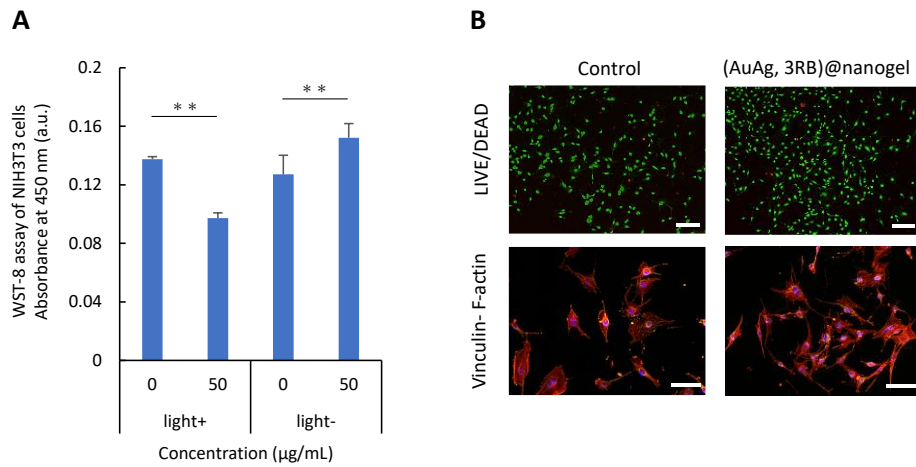 A
WST-8 assay of NIH3T3 cells
Absorbance at 450 nm (a.u.)
0.2
0.16
0.12
0.08
0.04
0
* *
* *
0 50 0 50
light+ light-
Concentration (µg/mL)
B
Control (AuAg, 3RB)@nanogel
LIVE/DEAD
Vinculin- F-actin